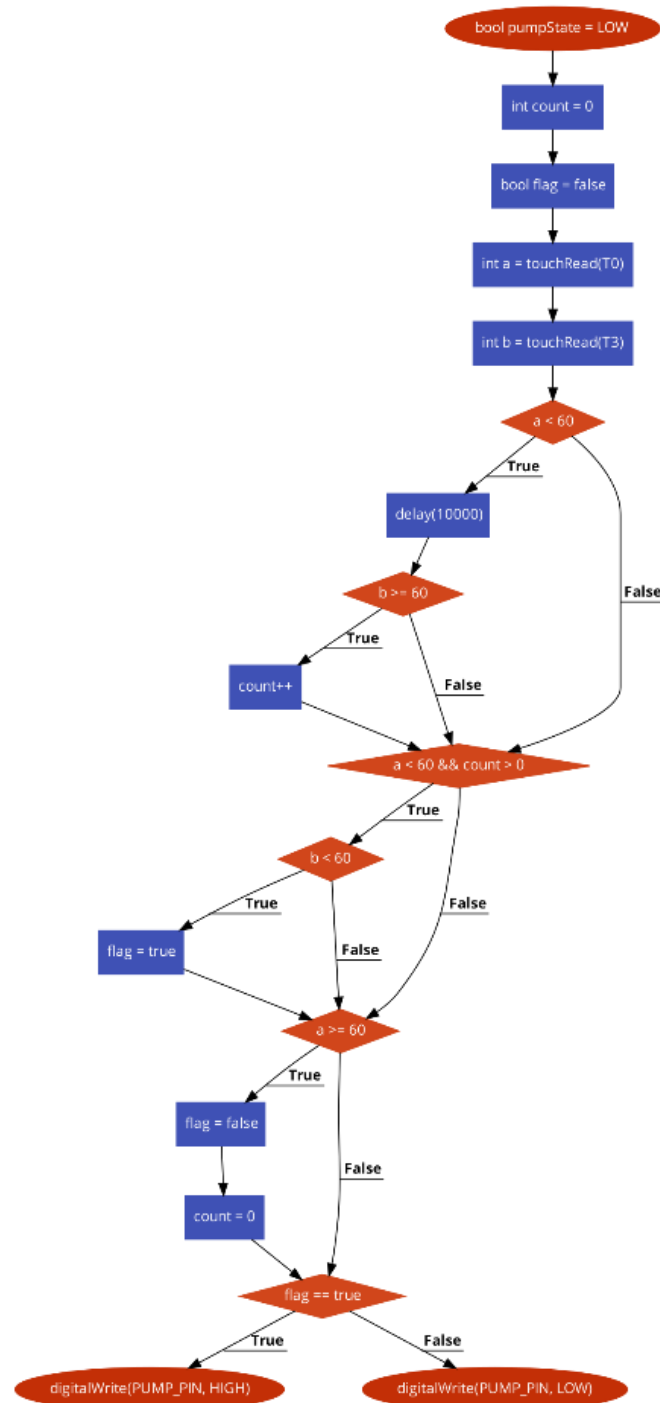 bool pumpState = LOW
int count = 0
bool flag = false
int a = touchRead(T0)
int b = touchRead(T3)
a < 60
True
delay(10000)
False
b >= 60
True
count++
False
a < 60 && count > 0
True
b < 60
True
False
flag = true
False
a >= 60
True
flag = false
False
count = 0
flag == true
True
False
digitalWrite(PUMP_PIN, HIGH)
digitalWrite(PUMP_PIN, LOW)